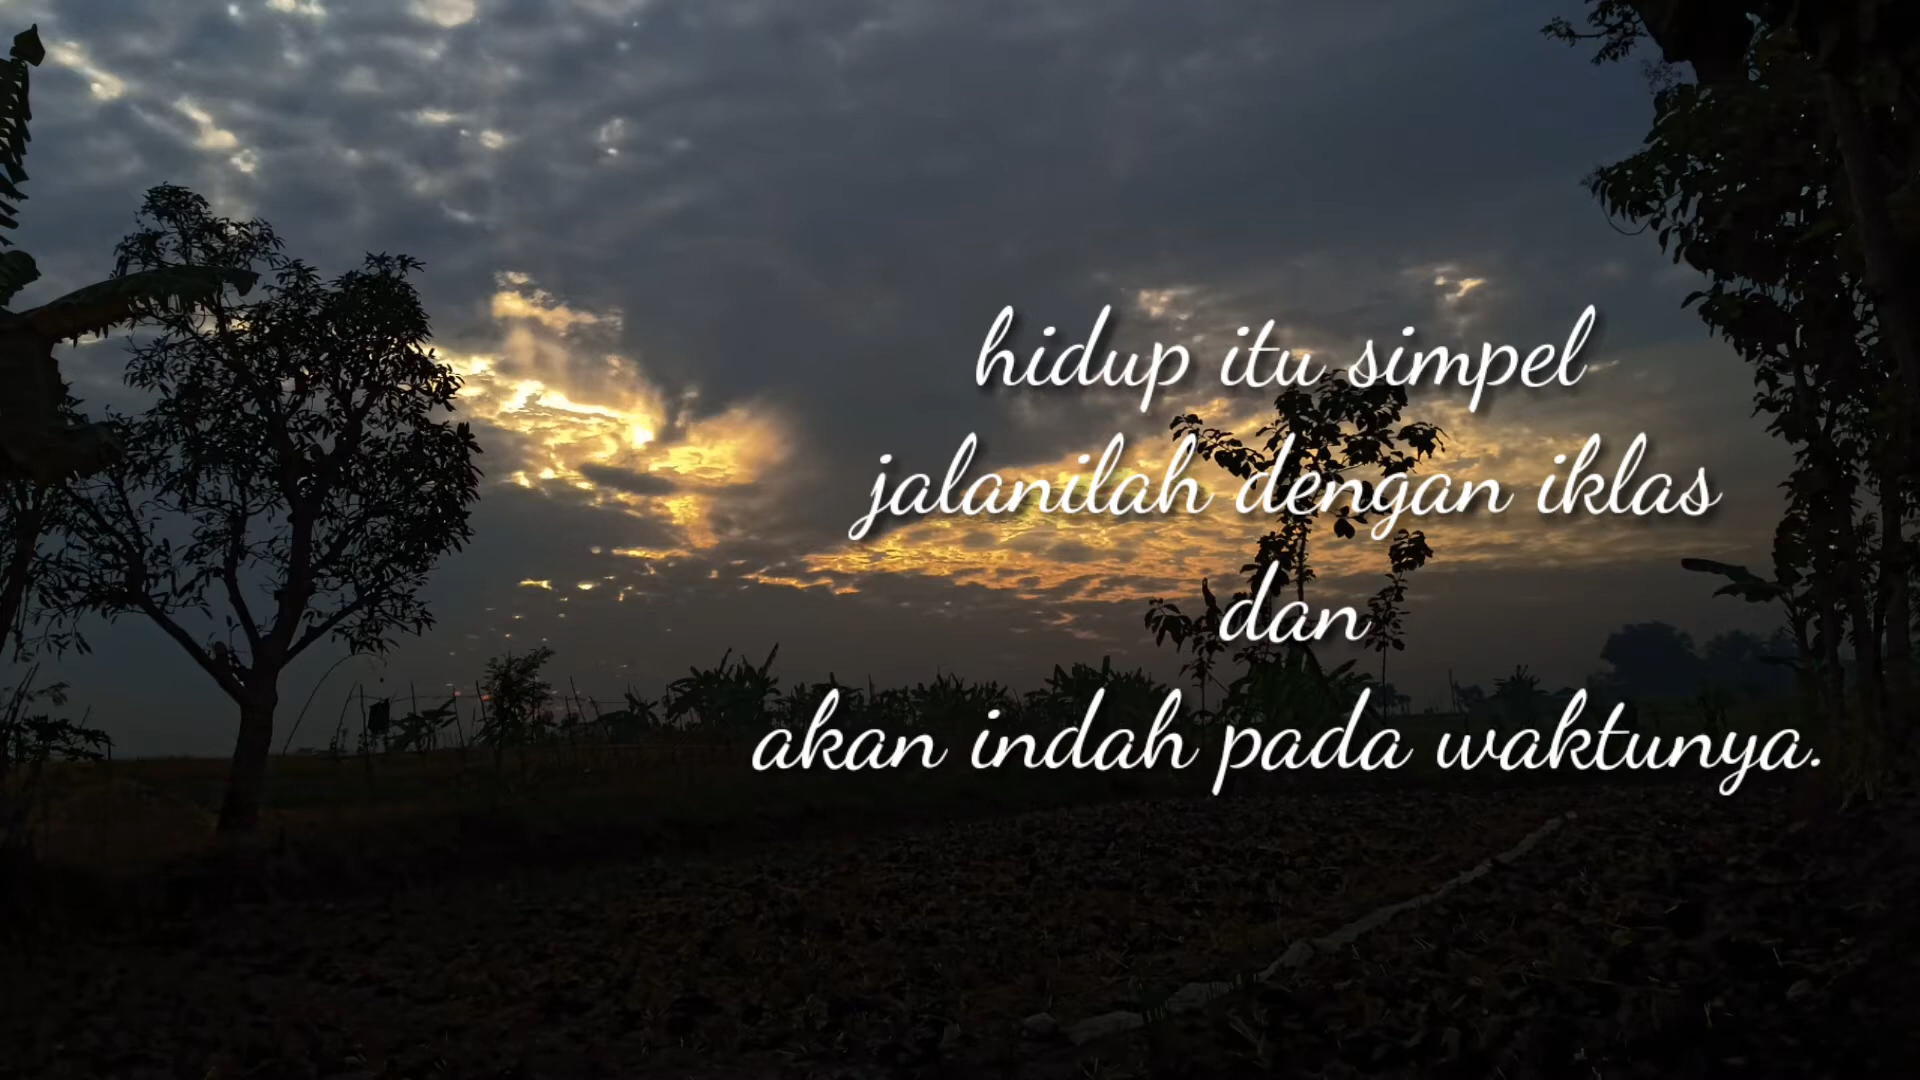 hidup itu simpel
jalanilah dengan iklas
dan
akan indah pada waktunya.